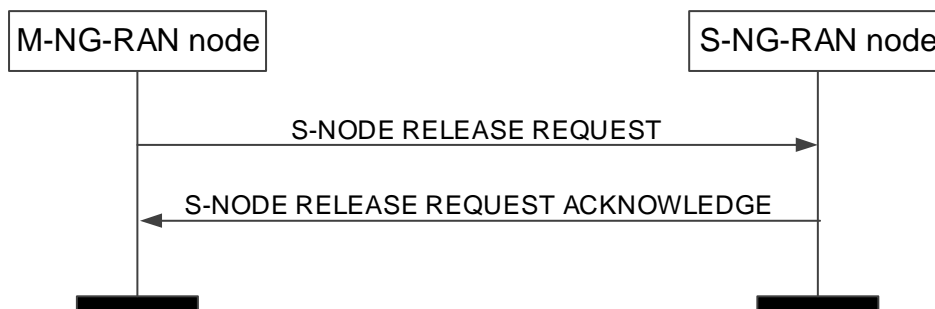 M-NG-RAN node
S-NG-RAN node
S-NODE RELEASE REQUEST
S-NODE RELEASE REQUEST ACKNOWLEDGE